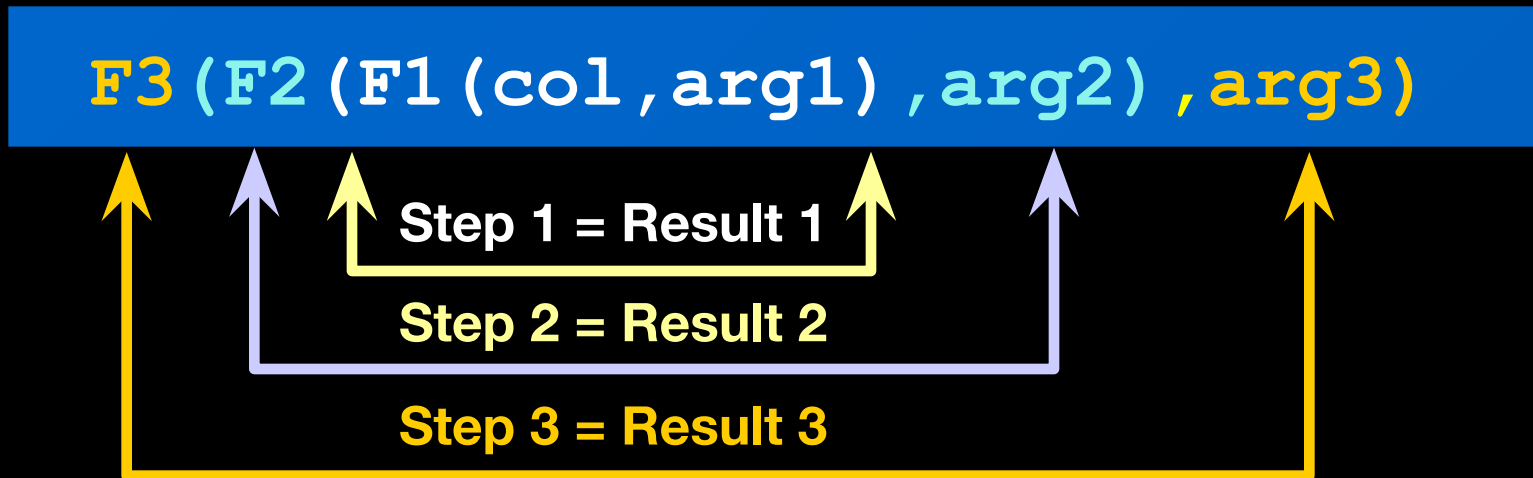 F3(F2(F1(col,arg1),arg2),arg3)
Step 1 = Result 1
Step 2 = Result 2
Step 3 = Result 3